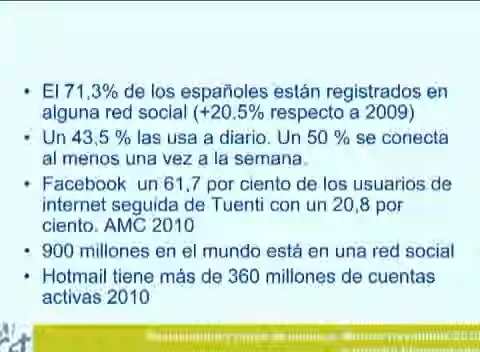 • El 71,3% de los españoles están registrados en
alguna red social (+20.5% respecto a 2009)
• Un 43,5 % las usa a diario. Un 50 % se conecta
al menos una vez a la semana.
• Facebook un 61,7 por ciento de los usuarios de
internet seguida de Tuenti con un 20,8 por
ciento. AMC 2010
• 900 millones en el mundo está en una red social
• Hotmail tiene más de 360 millones de cuentas
activas 2010